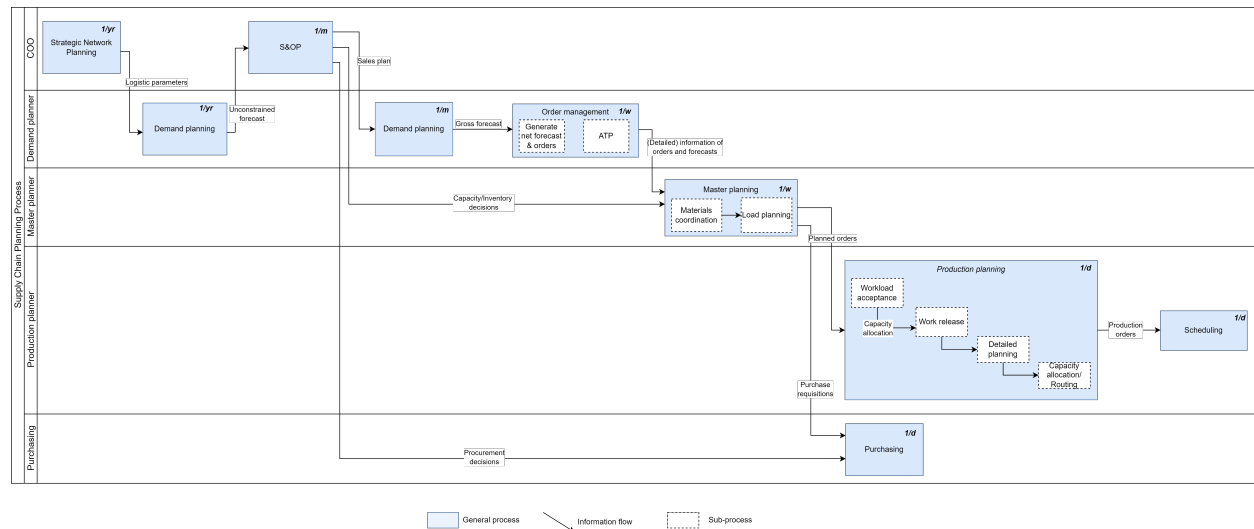 Supply Chain Planning Process
COO
Strategic Network
Planning
1/yr
Logistic parameters
S&OP
1/m
Sales plan
Demand planner
Demand planning
1/yr
Unconstrained
forecast
Demand planning
1/m
Gross forecast
Order management
1/w
Generate
net forecast
& orders
ATP
(Detailed) information of
orders and forecasts
Master planner
Capacity/Inventory
decisions
Master planning
1/w
Materials
coordination
Load planning
Planned orders
Production planner
Production planning
1/d
Workload
acceptance
Capacity
allocation
Work release
Detailed
planning
Capacity
allocation/
Routing
Production
orders
Scheduling
1/d
Purchase
requisitions
Purchasing
Procurement
decisions
Purchasing
1/d
General process
Information flow
Sub-process